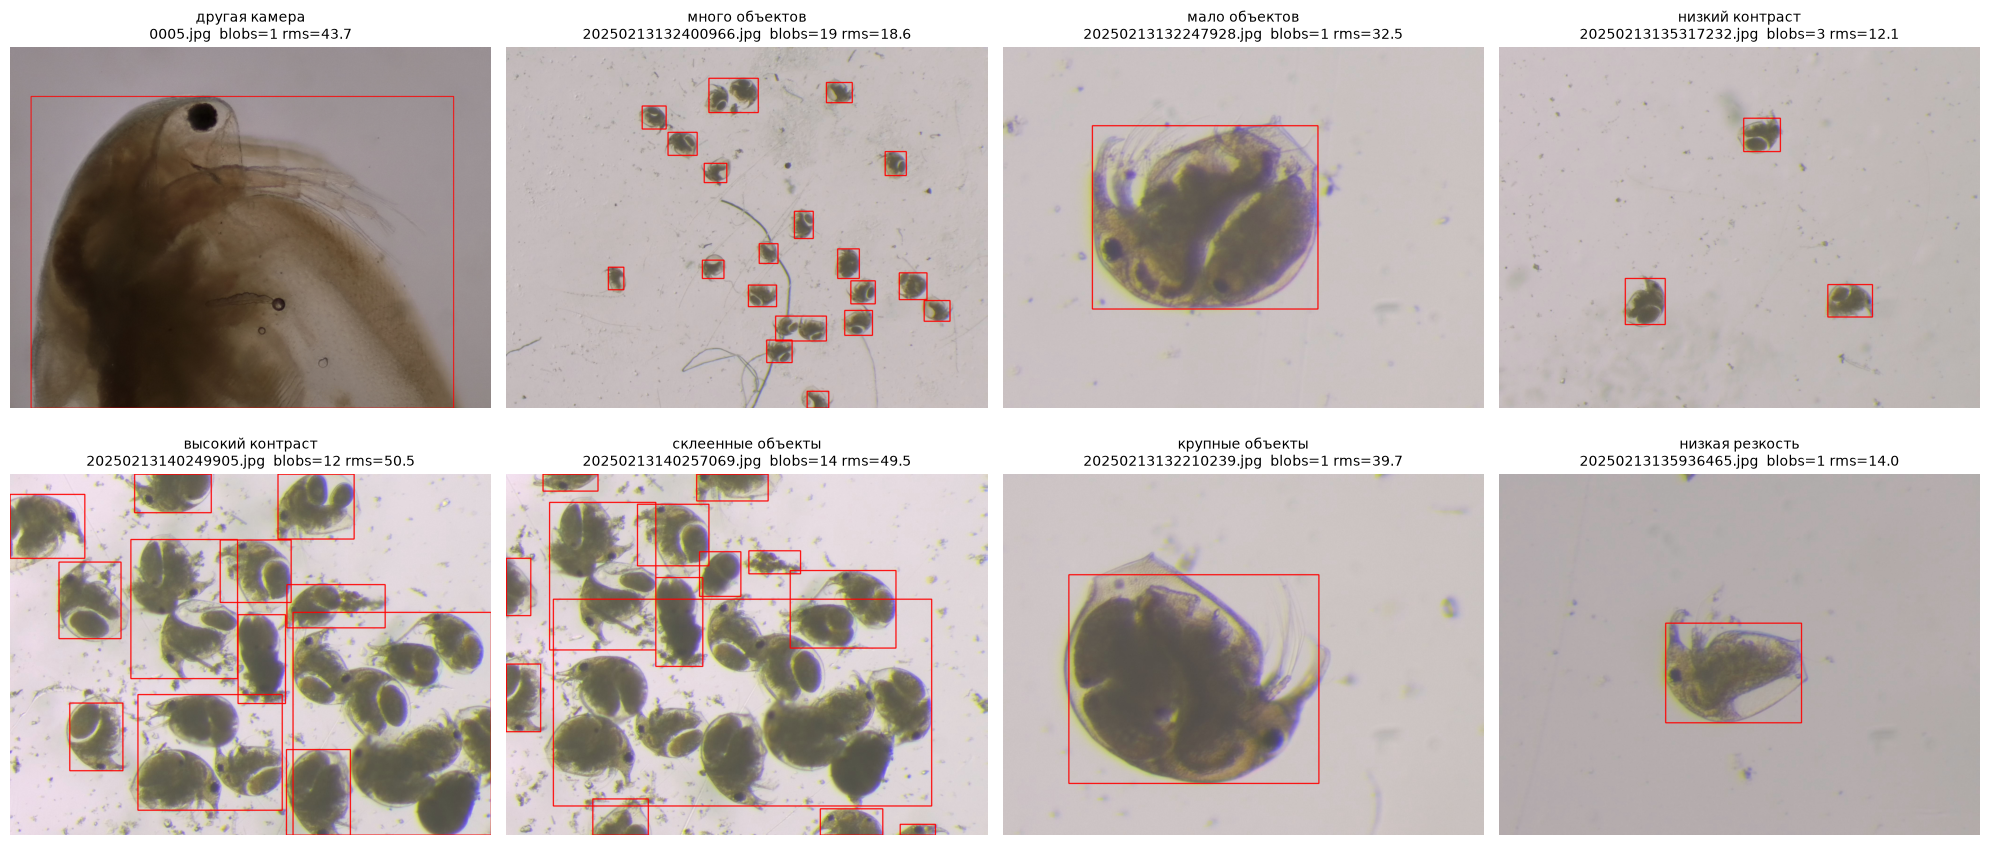 другая камера
0005.jpg blobs=1 rms=43.7
много объектов
20250213132400966.jpg blobs=19 rms=18.6
мало объектов
20250213132247928.jpg blobs=1 rms=32.5
низкий контраст
20250213135317232.jpg blobs=3 rms=12.1
высокий контраст
20250213140249905.jpg blobs=12 rms=50.5
склеенные объекты
20250213140257069.jpg blobs=14 rms=49.5
крупные объекты
20250213132210239.jpg blobs=1 rms=39.7
низкая резкость
20250213135936465.jpg blobs=1 rms=14.0